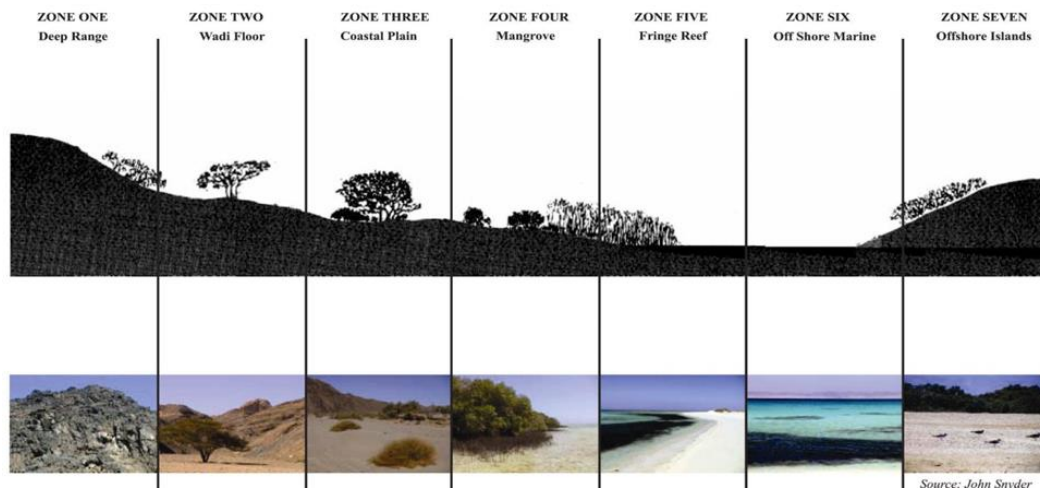 ZONE ONE
Deep Range
ZONE TWO
Wadi Floor
ZONE THREE
Coastal Plain
ZONE FOUR
Mangrove
ZONE FIVE
Fringe Reef
ZONE SIX
Off Shore Marine
ZONE SEVEN
Offshore Islands
Source: John Snyder